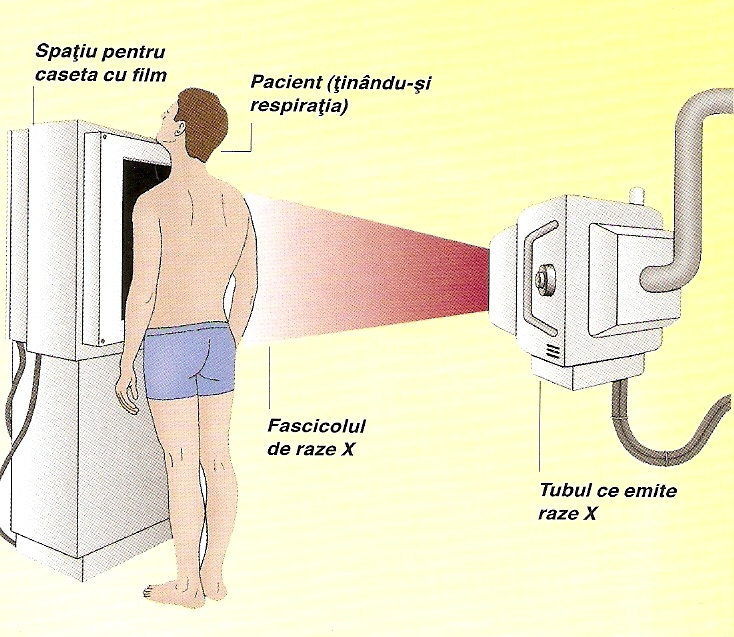 Spaţiu pentru
caseta cu film
Pacient (ţinându-şi
respiraţia)
Fascicolul
de raze X
Tubul ce emite
raze X